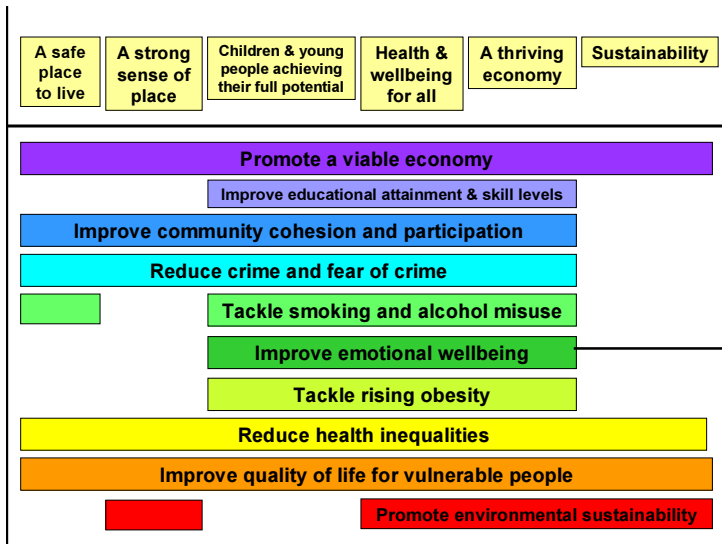 A safe
place
to live
A strong
sense of
place
Children & young
people achieving
their full potential
Health &
wellbeing
for all
A thriving
economy
Sustainability
Promote a viable economy
Improve educational attainment & skill levels
Improve community cohesion and participation
Reduce crime and fear of crime
Tackle smoking and alcohol misuse
Improve emotional wellbeing
Tackle rising obesity
Reduce health inequalities
Improve quality of life for vulnerable people
Promote environmental sustainability